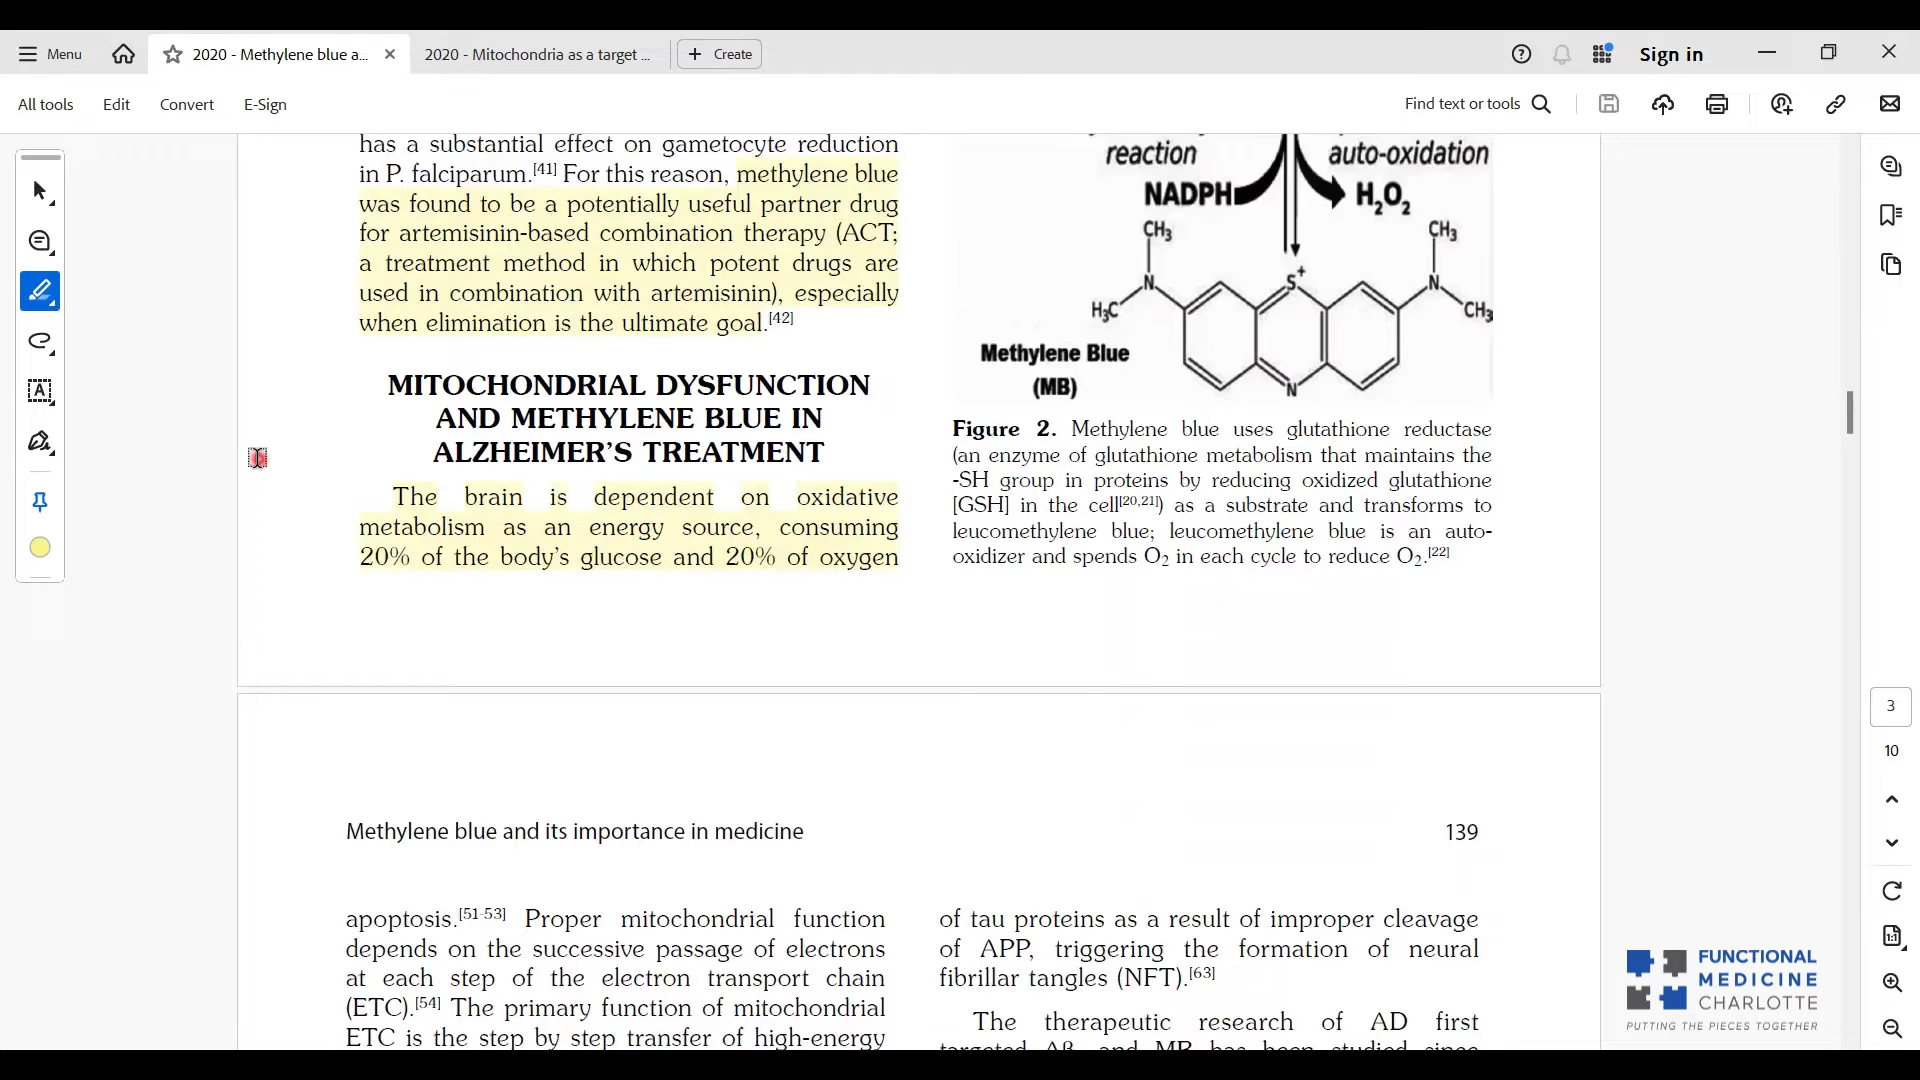 Menu
2020 - Methylene blue a...
2020 - Mitochondria as a target ...
Create
Sign in
All tools
Edit
Convert
E-Sign
Find text or tools
has a substantial effect on gametocyte reduction
in P. falciparum.[41] For this reason, methylene blue
was found to be a potentially useful partner drug
for artemisinin-based combination therapy (ACT;
a treatment method in which potent drugs are
used in combination with artemisinin), especially
when elimination is the ultimate goal.[42]
MITOCHONDRIAL DYSFUNCTION
AND METHYLENE BLUE IN
ALZHEIMER'S TREATMENT
The brain is dependent on oxidative
metabolism as an energy source, consuming
20% of the body's glucose and 20% of oxygen
reaction
auto-oxidation
NADPH
H2O2
CH3
CH3
S+
N
N
H3C
CH3
Methylene Blue
(MB)
N
Figure 2. Methylene blue uses glutathione reductase
(an enzyme of glutathione metabolism that maintains the
-SH group in proteins by reducing oxidized glutathione
[GSH] in the cell[20,21]) as a substrate and transforms to
leucomethylene blue; leucomethylene blue is an auto-
oxidizer and spends O2 in each cycle to reduce O2.[22]
3
10
Methylene blue and its importance in medicine
139
apoptosis.[51-53] Proper mitochondrial function
depends on the successive passage of electrons
at each step of the electron transport chain
(ETC).[54] The primary function of mitochondrial
ETC is the step by step transfer of high-energy
of tau proteins as a result of improper cleavage
of APP, triggering the formation of neural
fibrillar tangles (NFT).[63]
The therapeutic research of AD first
targeted Aβ, and MB has been studied since
FUNCTIONAL
MEDICINE
CHARLOTTE
PUTTING THE PIECES TOGETHER